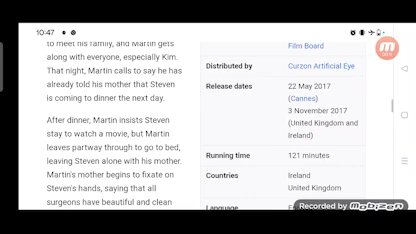 10:47
to meet his family, and Martin gets
along with everyone, especially Kim.
That night, Martin calls to say he has
already told his mother that Steven
is coming to dinner the next day.
After dinner, Martin insists Steven
stay to watch a movie, but Martin
leaves partway through to go to bed,
leaving Steven alone with his mother.
Martin's mother begins to fixate on
Steven's hands, saying that all
surgeons have beautiful and clean
Film Board
Distributed by Curzon Artificial Eye
Release dates 22 May 2017
(Cannes)
3 November 2017
(United Kingdom and
Ireland)
Running time 121 minutes
Countries Ireland
United Kingdom
Language
Recorded by
MOBIZEN